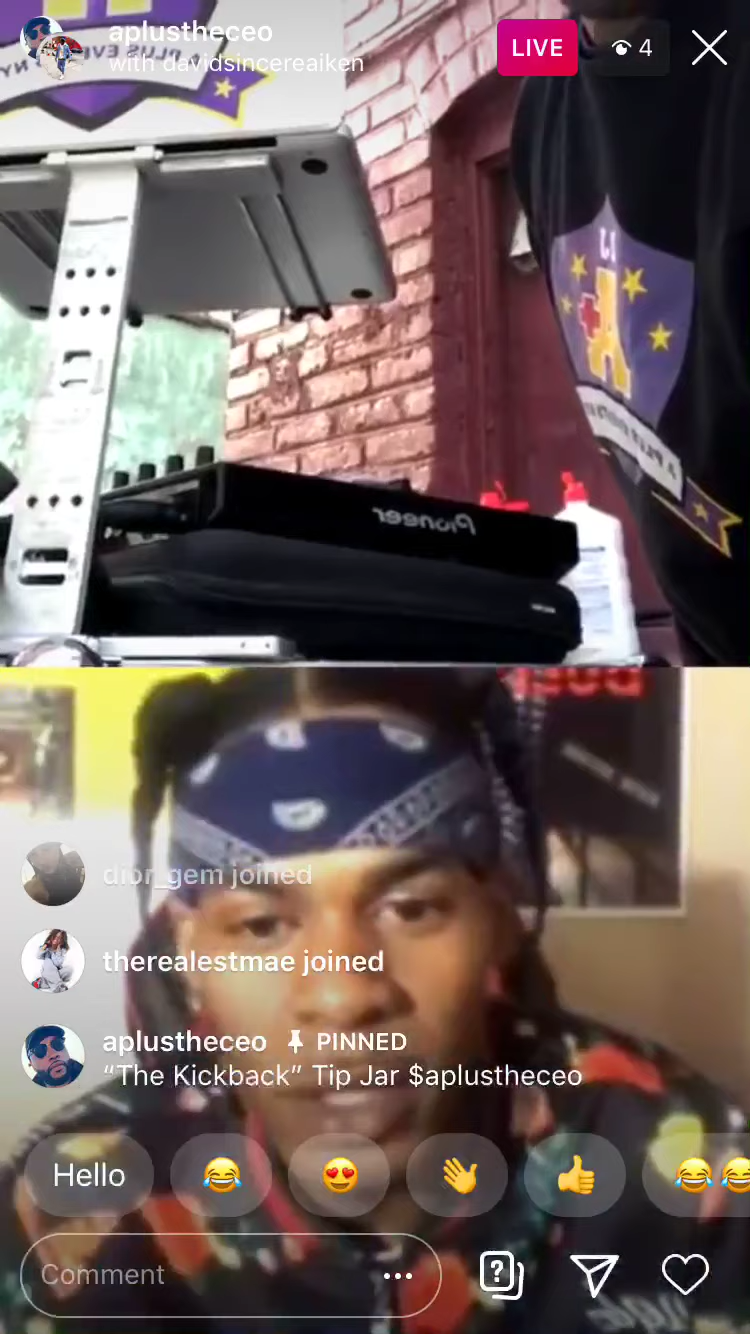 aplustheceo
with davidsincereaiken
LIVE
4
A
Pioneer
dior_gem joined
therealestmae joined
aplustheceo PINNED
“The Kickback” Tip Jar $aplustheceo
Hello
Comment